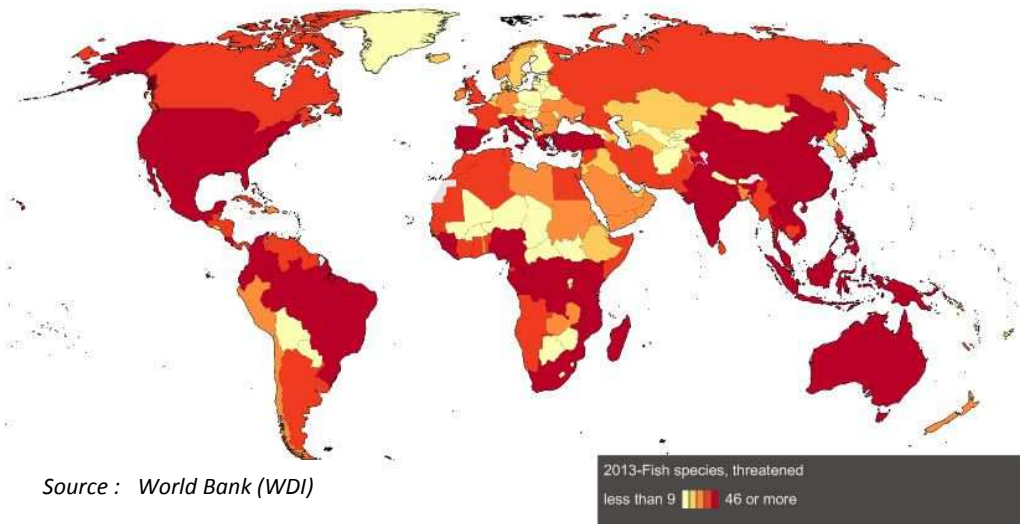 Source : World Bank (WDI)
2013-Fish species, threatened
less than 9 46 or more